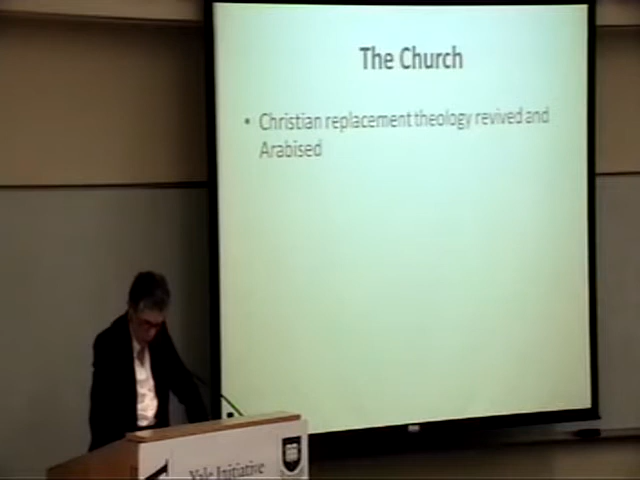 The Church
• Christian replacement theology revived and
Arabised
Yale Initiative